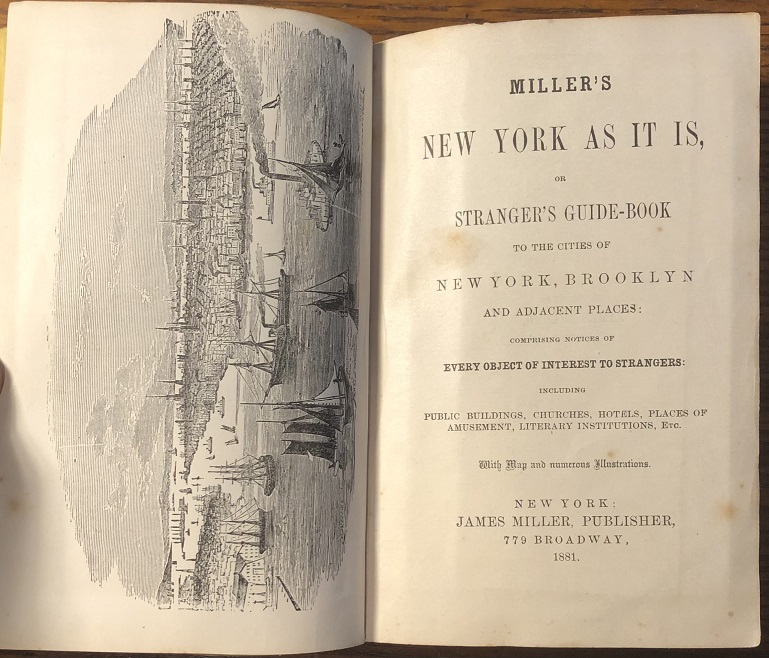 MILLER'S
NEW YORK AS IT IS,
OR
STRANGER'S GUIDE-BOOK
TO THE CITIES OF
NEW YORK, BROOKLYN
AND ADJACENT PLACES:
COMPRISING NOTICES OF
EVERY OBJECT OF INTEREST TO STRANGERS:
INCLUDING
PUBLIC BUILDINGS, CHURCHES, HOTELS, PLACES OF
AMUSEMENT, LITERARY INSTITUTIONS, ETC.
With Map and numerous Illustrations.
NEW YORK:
JAMES MILLER, PUBLISHER,
779 BROADWAY,
1881.